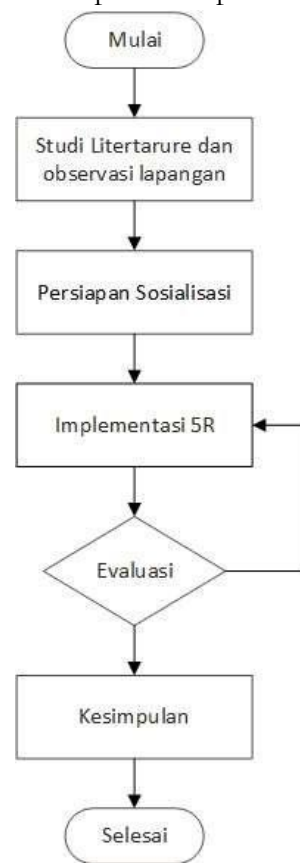 Mulai
Studi Litertarure dan
observasi lapangan
Persiapan Sosialisasi
Implementasi 5R
Evaluasi
Kesimpulan
Selesai